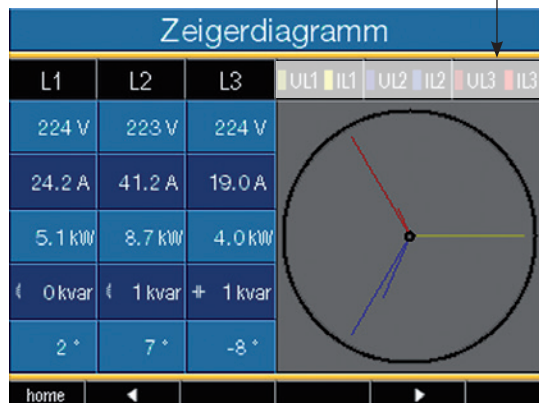 Zeigerdiagramm
L1 L2 L3 UL1 IL1 UL2 IL2 UL3 IL3
224 V 223 V 224 V
24.2 A 41.2 A 19.0 A
5.1 kW 8.7 kW 4.0 kW
0 kvar 1 kvar 1 kvar
2 ° 7 ° -8 °
home